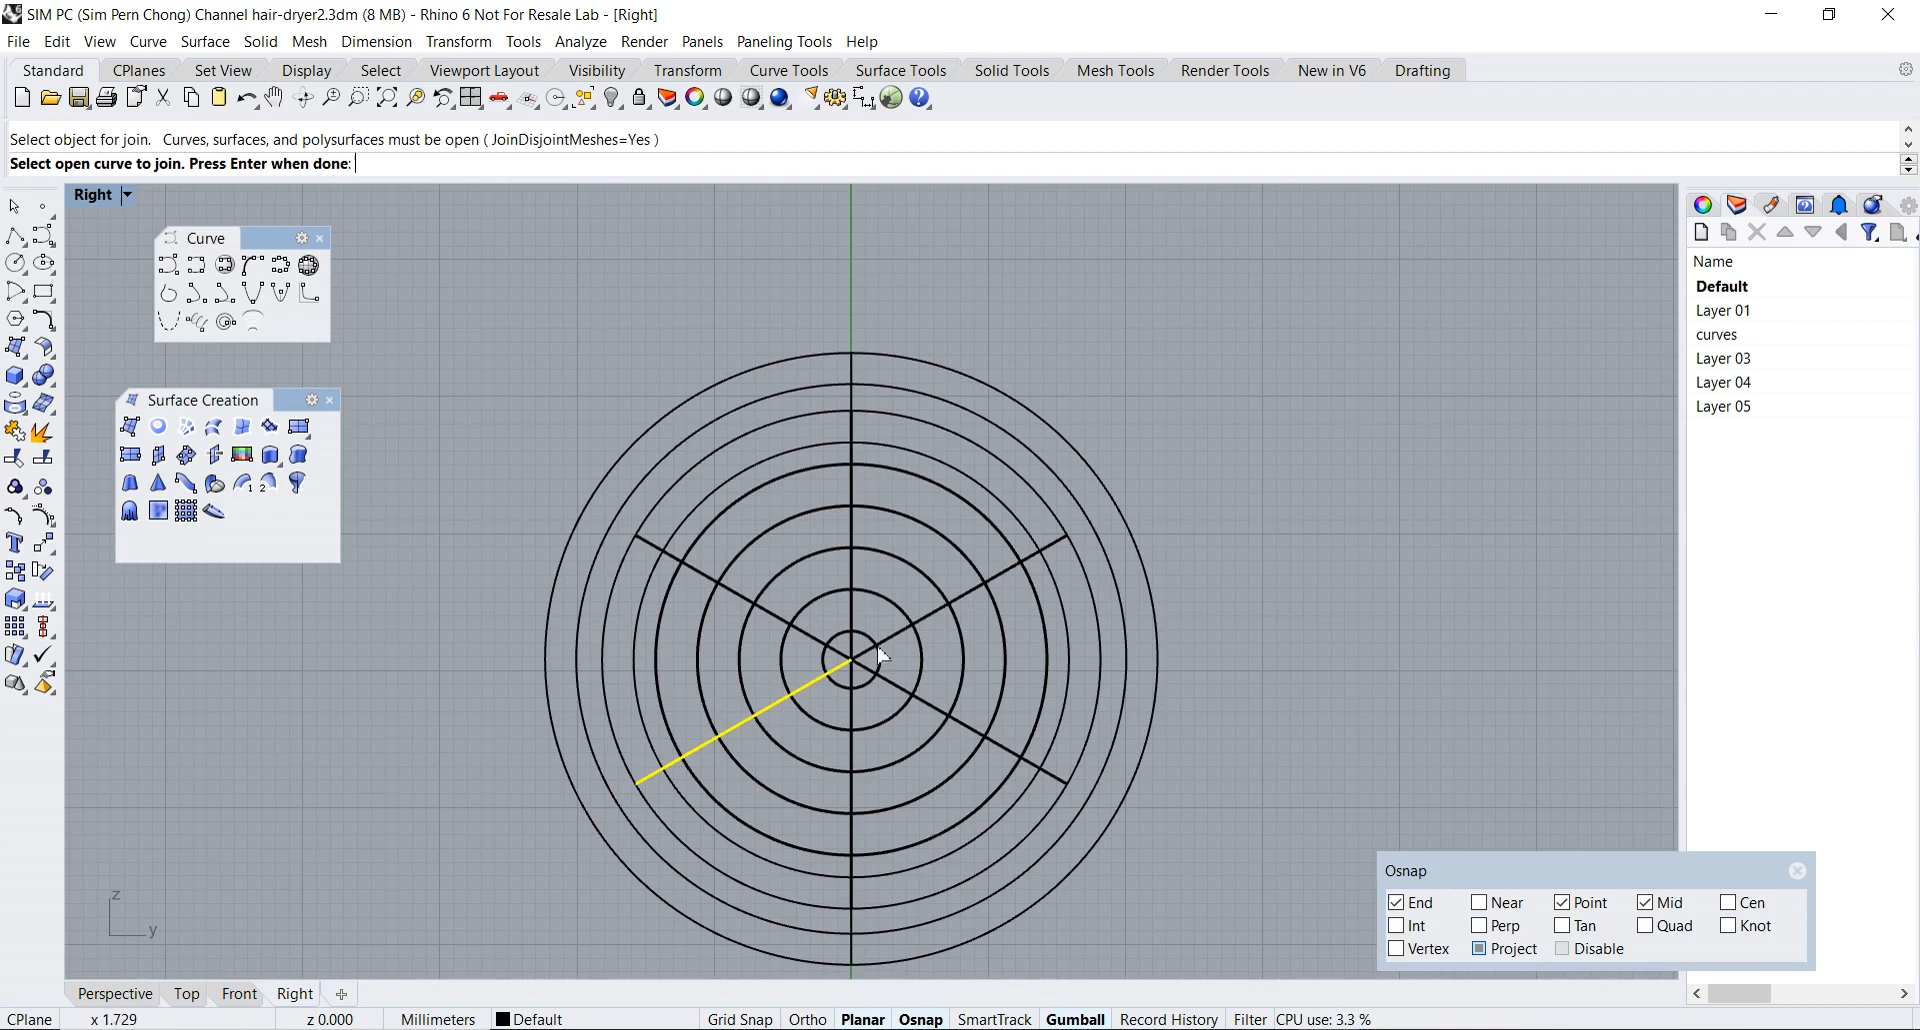 SIM PC (Sim Pern Chong) Channel hair-dryer2.3dm (8 MB) - Rhino 6 Not For Resale Lab - [Right]
File Edit View Curve Surface Solid Mesh Dimension Transform Tools Analyze Render Panels Paneling Tools Help
Standard CPlanes Set View Display Select Viewport Layout Visibility Transform Curve Tools Surface Tools Solid Tools Mesh Tools Render Tools New in V6 Drafting
Select object for join. Curves, surfaces, and polysurfaces must be open ( JoinDisjointMeshes=Yes )
Select open curve to join. Press Enter when done:
Right
Curve
Surface Creation
1 2
z
y
Name
Default
Layer 01
curves
Layer 03
Layer 04
Layer 05
Osnap
End Near Point Mid Cen
Int Perp Tan Quad Knot
Vertex Project Disable
Perspective Top Front Right
CPlane x 1.729 z 0.000 Millimeters Default Grid Snap Ortho Planar Osnap SmartTrack Gumball Record History Filter CPU use: 3.3 %